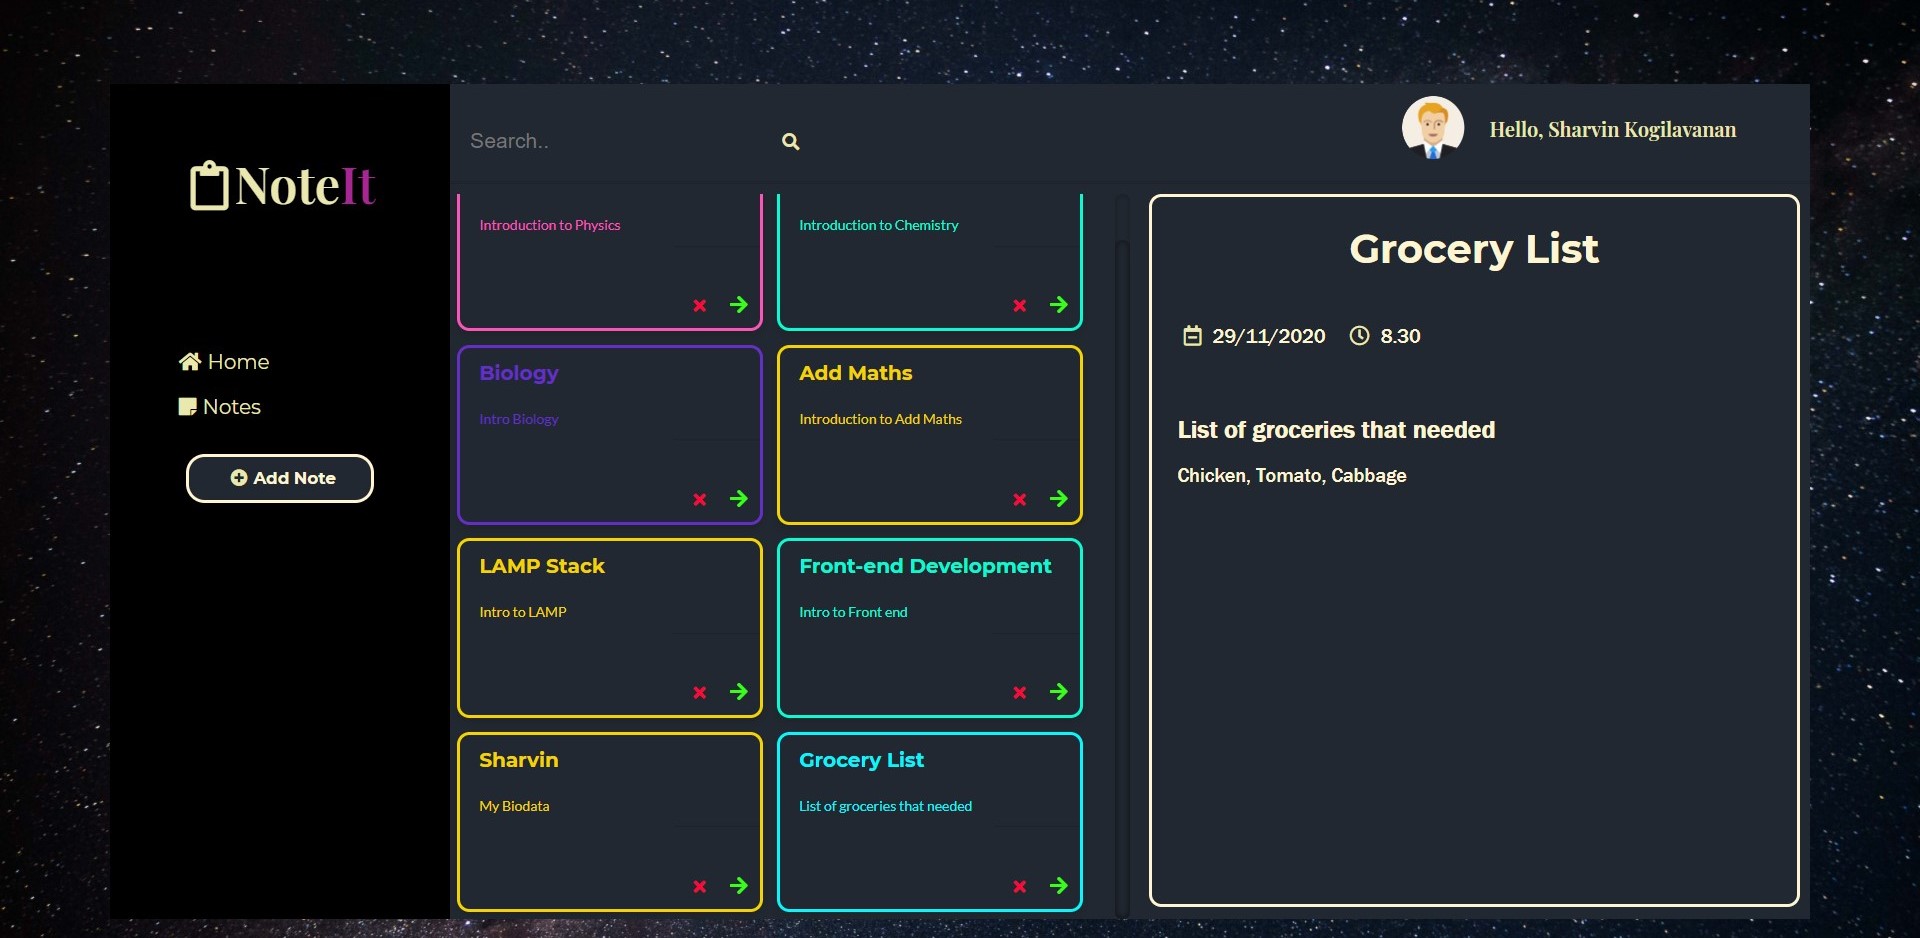 NoteIt
Home
Notes
Add Note
Search..
Hello, Sharvin Kogilavanan
Introduction to Physics
Introduction to Chemistry
Biology
Intro Biology
Add Maths
Introduction to Add Maths
LAMP Stack
Intro to LAMP
Front-end Development
Intro to Front end
Sharvin
My Biodata
Grocery List
List of groceries that needed
Grocery List
29/11/2020 8.30
List of groceries that needed
Chicken, Tomato, Cabbage